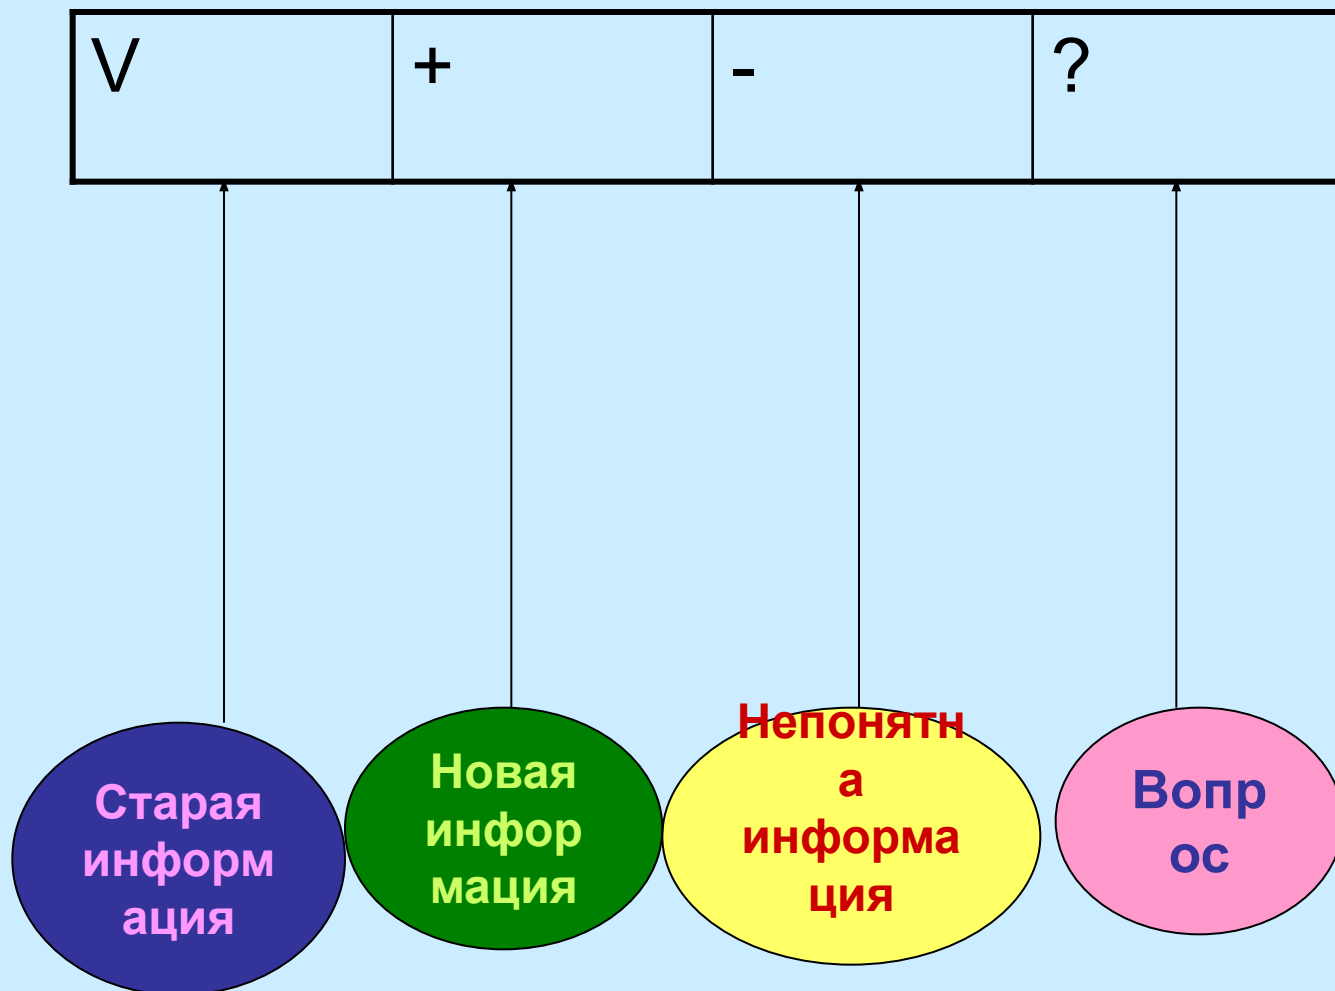 V + - ?
Старая
информ
ация
Новая
инфор
мация
Непонятн
а
информа
ция
Вопр
ос